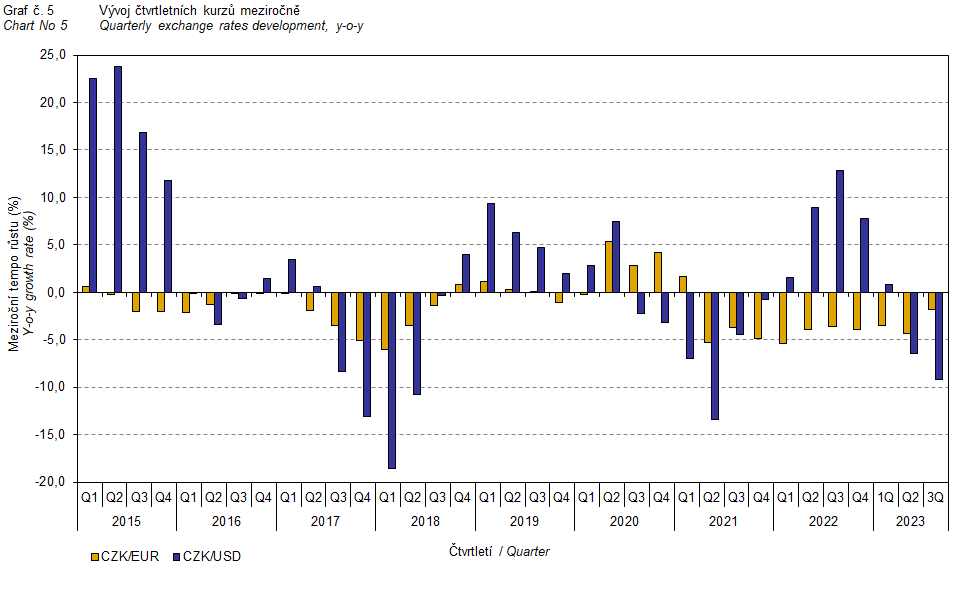 Graf č. 5 Vývoj čtvrtletních kurzů meziročně
Chart No 5 Quarterly exchange rates development, y-o-y
Meziroční tempo růstu (%)
Y-o-y growth rate (%)
25,0
20,0
15,0
10,0
5,0
0,0
-5,0
-10,0
-15,0
-20,0
Q1 Q2 Q3 Q4 Q1 Q2 Q3 Q4 Q1 Q2 Q3 Q4 Q1 Q2 Q3 Q4 Q1 Q2 Q3 Q4 Q1 Q2 Q3 Q4 Q1 Q2 Q3 Q4 Q1 Q2 Q3 Q4 1Q Q2 3Q
2015 2016 2017 2018 2019 2020 2021 2022 2023
Čtvrtletí / Quarter
CZK/EUR CZK/USD